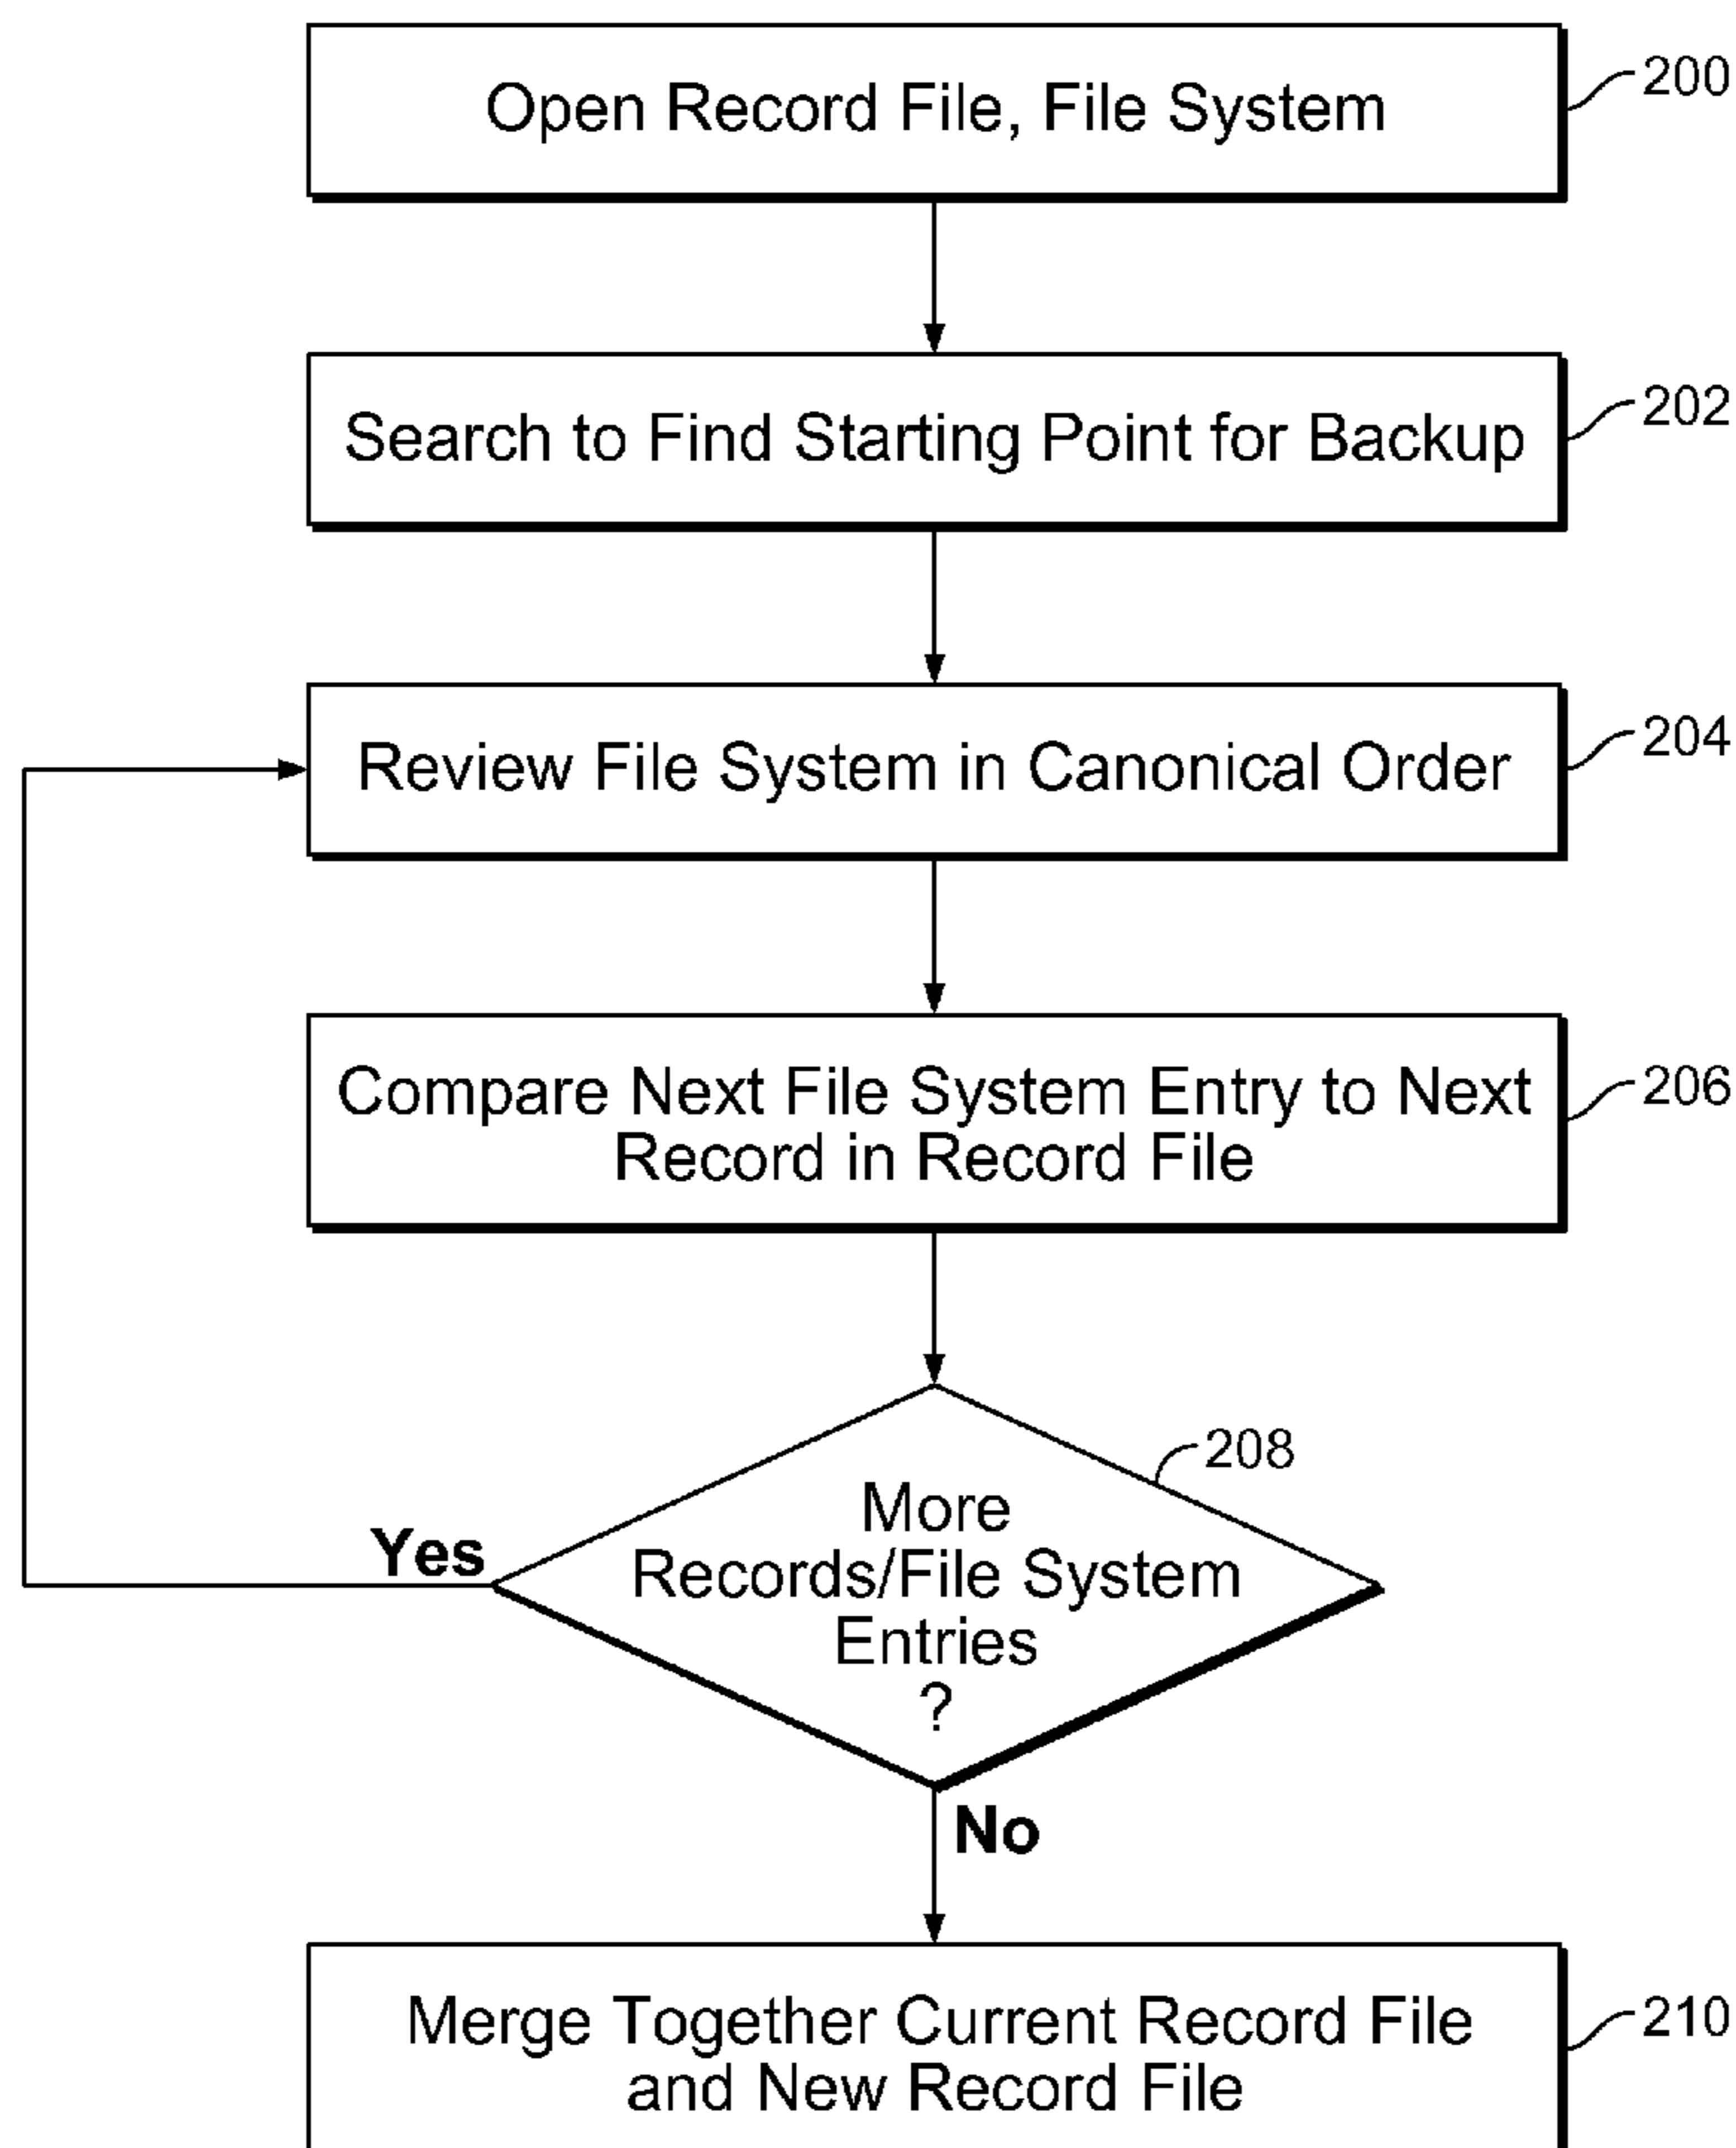 Open Record File, File System
200
Search to Find Starting Point for Backup
202
Review File System in Canonical Order
204
Compare Next File System Entry to Next
Record in Record File
206
208
More
Records/File System
Entries
?
Yes
No
Merge Together Current Record File
and New Record File
210